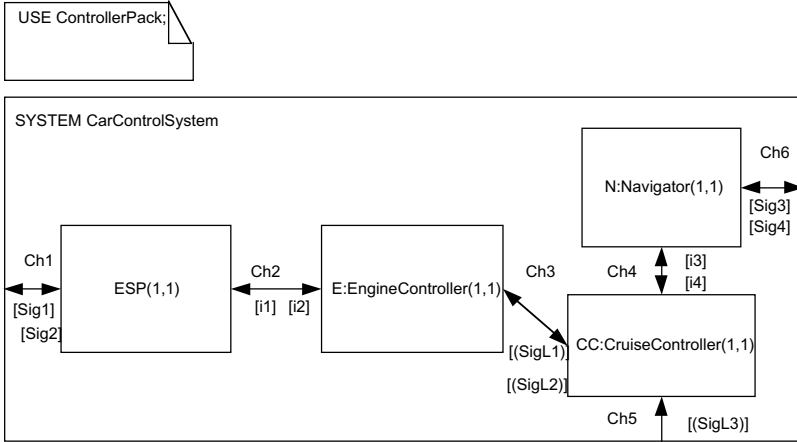 USE ControllerPack;
SYSTEM CarControlSystem
Ch6
N:Navigator(1,1)
[Sig3]
[Sig4]
Ch1
ESP(1,1)
[Sig1]
[Sig2]
Ch2
[i1] [i2]
E:EngineController(1,1)
Ch3
Ch4
[i3]
[i4]
[(SigL1)]
[(SigL2)]
CC:CruiseController(1,1)
Ch5
[(SigL3)]